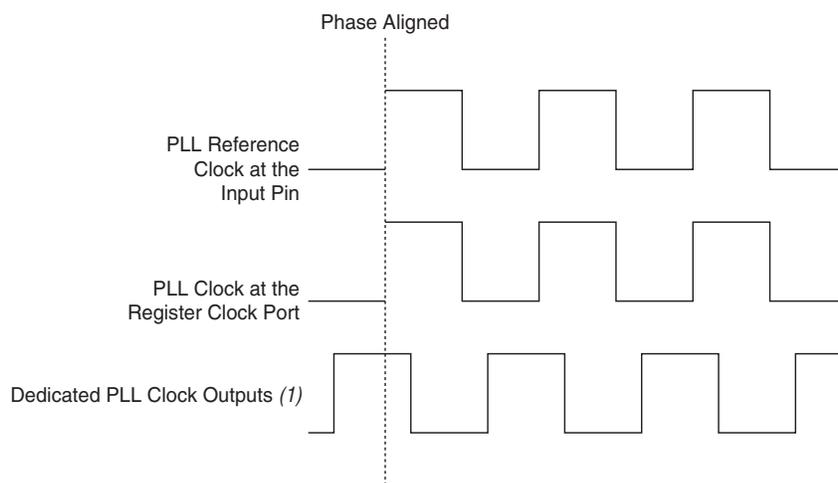 Phase Aligned
PLL Reference
Clock at the
Input Pin
PLL Clock at the
Register Clock Port
Dedicated PLL Clock Outputs (1)